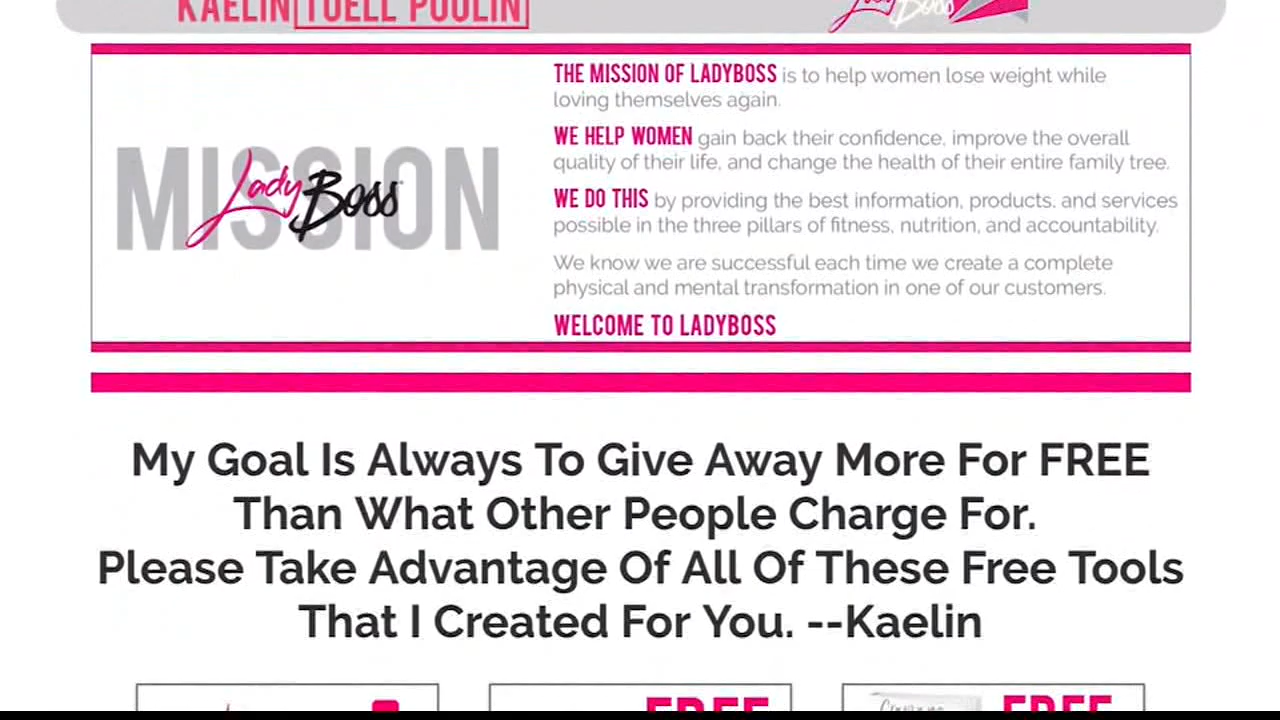 KAELIN TUELL POULIN
Lady Boss
THE MISSION OF LADYBOSS is to help women lose weight while
loving themselves again.
WE HELP WOMEN gain back their confidence, improve the overall
quality of their life, and change the health of their entire family tree.
MISSION
Lady Boss
WE DO THIS by providing the best information, products. and services
possible in the three pillars of fitness, nutrition, and accountability.
We know we are successful each time we create a complete
physical and mental transformation in one of our customers.
WELCOME TO LADYBOSS
My Goal Is Always To Give Away More For FREE
Than What Other People Charge For.
Please Take Advantage Of All Of These Free Tools
That I Created For You. --Kaelin
FREE
FREE